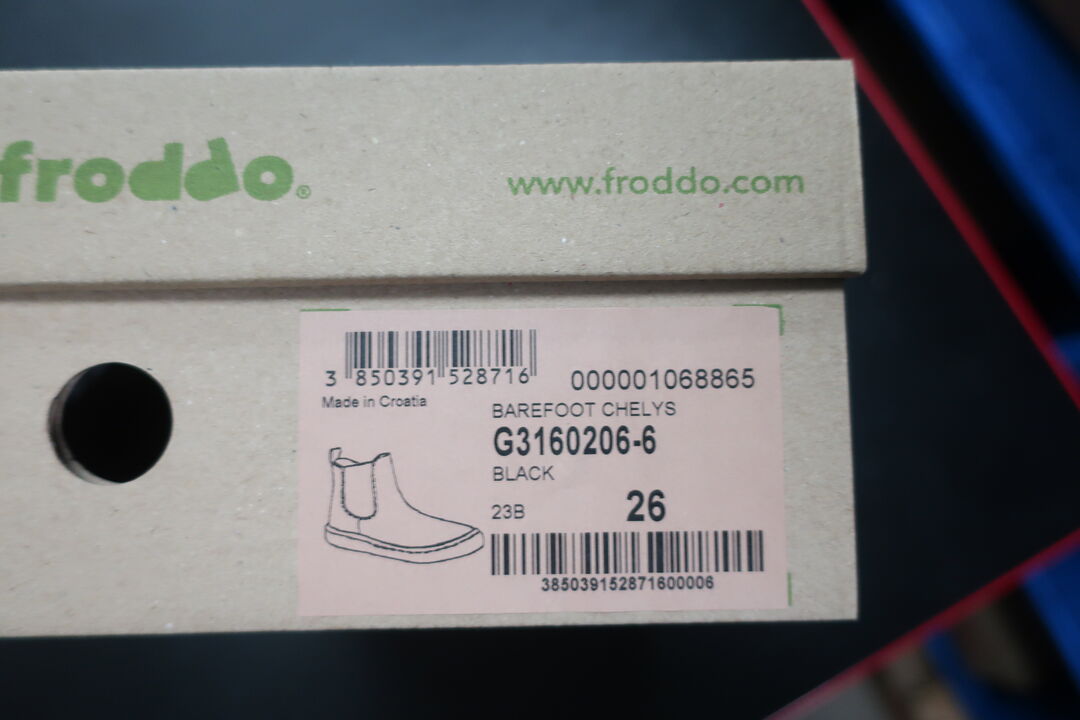 froddo®
www.froddo.com
3 850391 528716
000001068865
Made in Croatia
BAREFOOT CHELYS
G3160206-6
BLACK
23B
26
385039152871600006